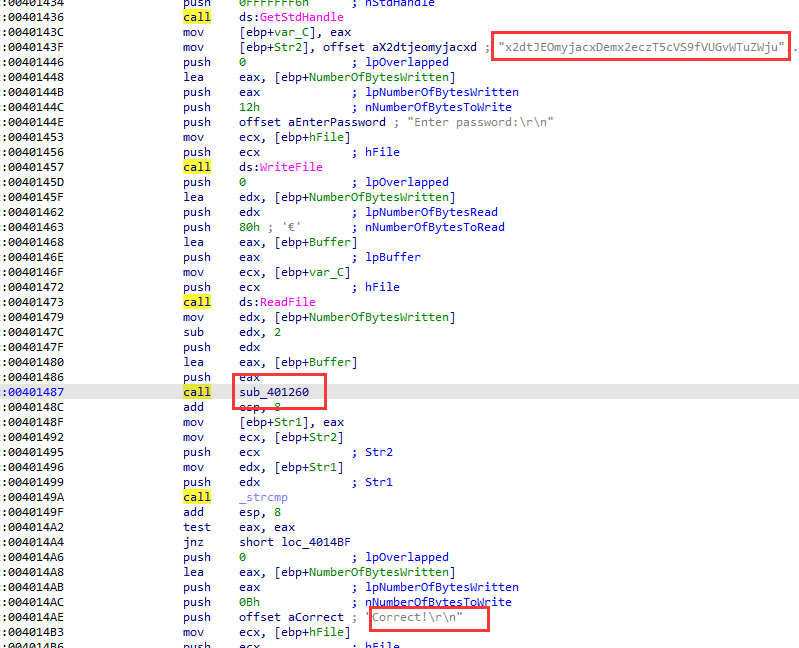 :00401434 push 0FFFFFFF6h ; nStdHandle
:00401436 call ds:GetStdHandle
:0040143C mov [ebp+var_C], eax
:0040143F mov [ebp+Str2], offset aX2dtjeomyjacxd ; "x2dtJEOmyjacxDemx2eczT5cVS9fVUGvWTuZWju"..
:00401446 push 0 ; lpOverlapped
:00401448 lea eax, [ebp+NumberOfBytesWritten]
:0040144B push eax ; lpNumberOfBytesWritten
:0040144C push 12h ; nNumberOfBytesToWrite
:0040144E push offset aEnterPassword ; "Enter password:\r\n"
:00401453 mov ecx, [ebp+hFile]
:00401456 push ecx ; hFile
:00401457 call ds:WriteFile
:0040145D push 0 ; lpOverlapped
:0040145F lea edx, [ebp+NumberOfBytesWritten]
:00401462 push edx ; lpNumberOfBytesRead
:00401463 push 80h ; '€' ; nNumberOfBytesToRead
:00401468 lea eax, [ebp+Buffer]
:0040146E push eax ; lpBuffer
:0040146F mov ecx, [ebp+var_C]
:00401472 push ecx ; hFile
:00401473 call ds:ReadFile
:00401479 mov edx, [ebp+NumberOfBytesWritten]
:0040147C sub edx, 2
:0040147F push edx
:00401480 lea eax, [ebp+Buffer]
:00401486 push eax
:00401487 call sub_401260
:0040148C add esp, 8
:0040148F mov [ebp+Str1], eax
:00401492 mov ecx, [ebp+Str2]
:00401495 push ecx ; Str2
:00401496 mov edx, [ebp+Str1]
:00401499 push edx ; Str1
:0040149A call _strcmp
:0040149F add esp, 8
:004014A2 test eax, eax
:004014A4 jnz short loc_4014BF
:004014A6 push 0 ; lpOverlapped
:004014A8 lea eax, [ebp+NumberOfBytesWritten]
:004014AB push eax ; lpNumberOfBytesWritten
:004014AC push 0Bh ; nNumberOfBytesToWrite
:004014AE push offset aCorrect ; "Correct!\r\n"
:004014B3 mov ecx, [ebp+hFile]
:004014B6 push ecx ; hFile